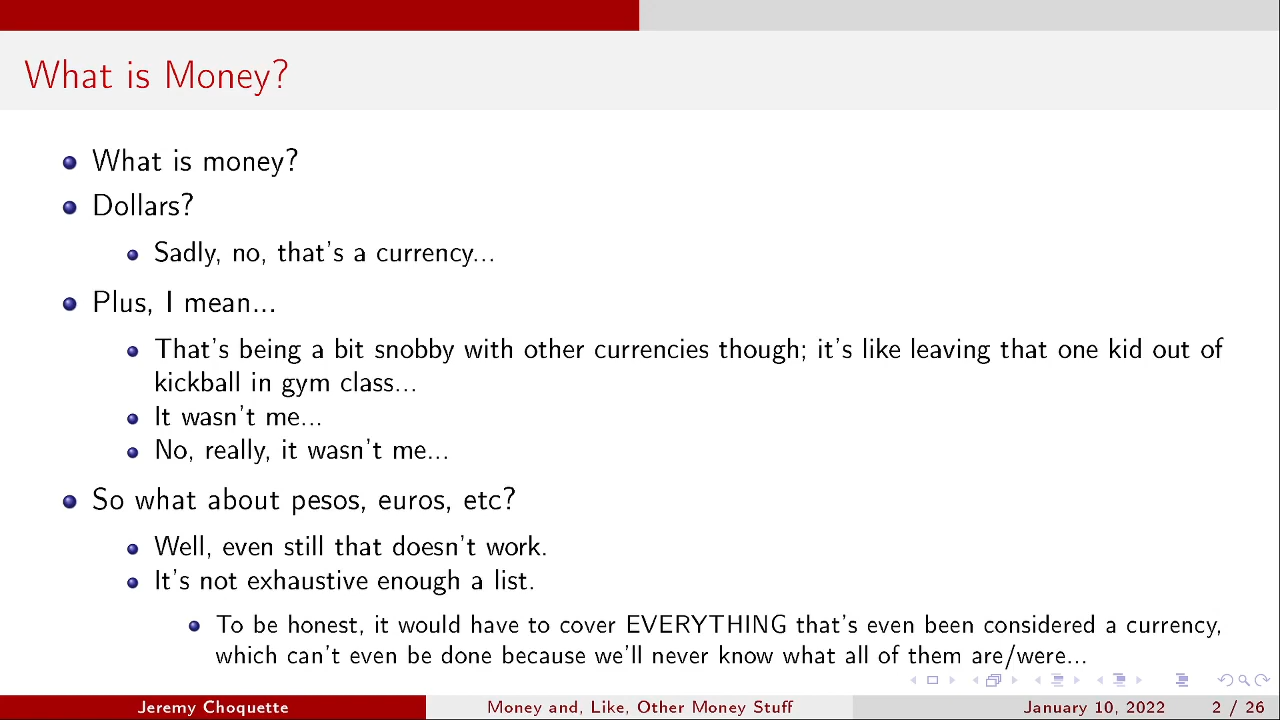 What is Money?
What is money?
Dollars?
Sadly, no, that's a currency...
Plus, I mean...
That's being a bit snobby with other currencies though; it's like leaving that one kid out of
kickball in gym class...
It wasn't me...
No, really, it wasn't me...
So what about pesos, euros, etc?
Well, even still that doesn't work.
It's not exhaustive enough a list.
To be honest, it would have to cover EVERYTHING that's even been considered a currency,
which can't even be done because we'll never know what all of them are/were...
Jeremy Choquette Money and, Like, Other Money Stuff January 10, 2022 2 / 26